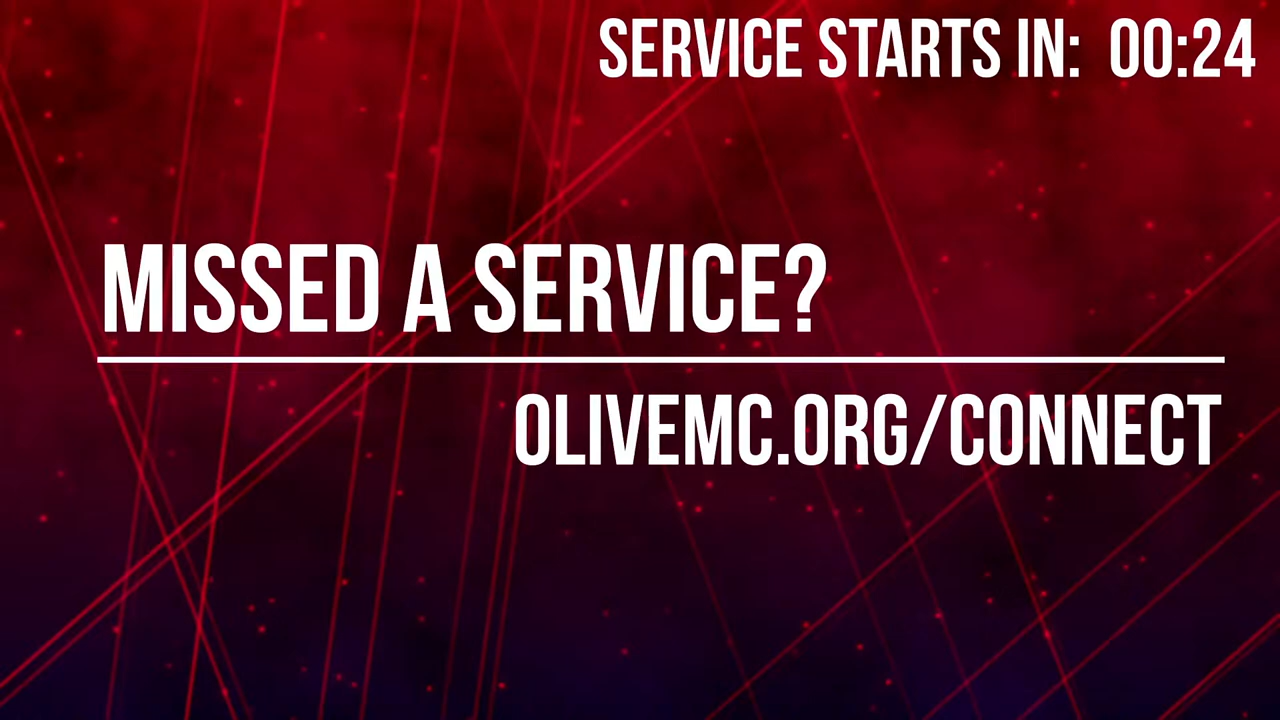 SERVICE STARTS IN: 00:24
MISSED A SERVICE?
OLIVEMC.ORG/CONNECT